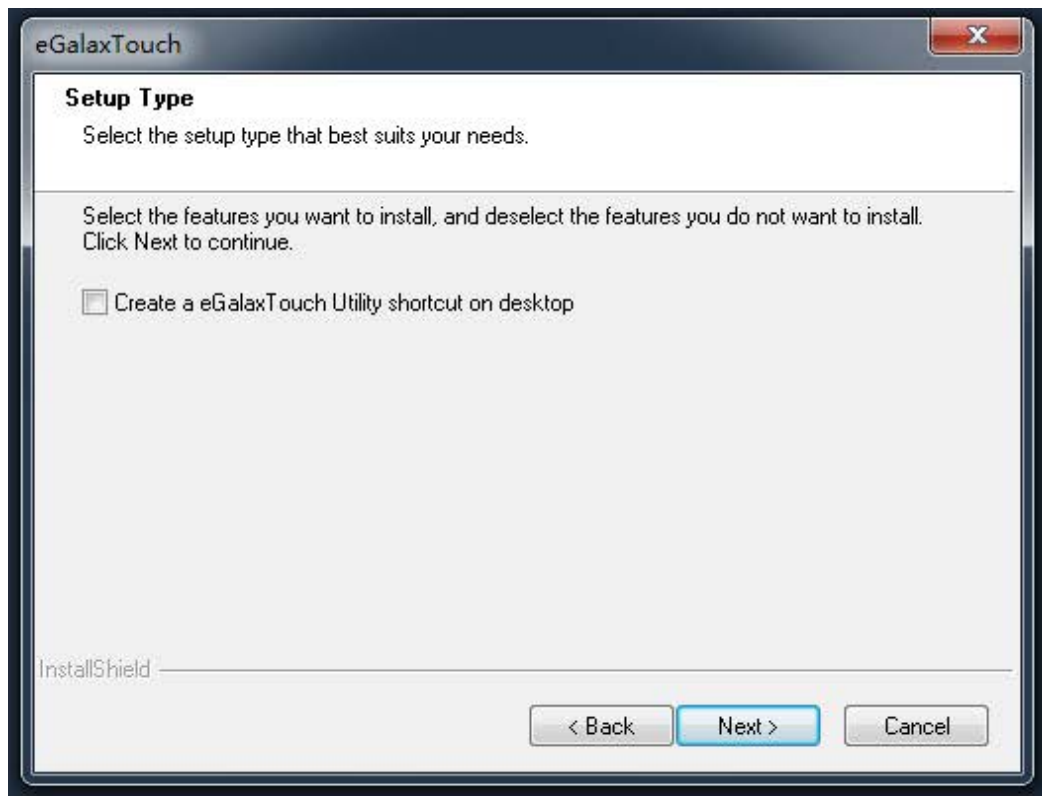 eGalaxTouch
Setup Type
Select the setup type that best suits your needs.
Select the features you want to install, and deselect the features you do not want to install.
Click Next to continue.
Create a eGalaxTouch Utility shortcut on desktop
InstallShield
< Back
Next >
Cancel